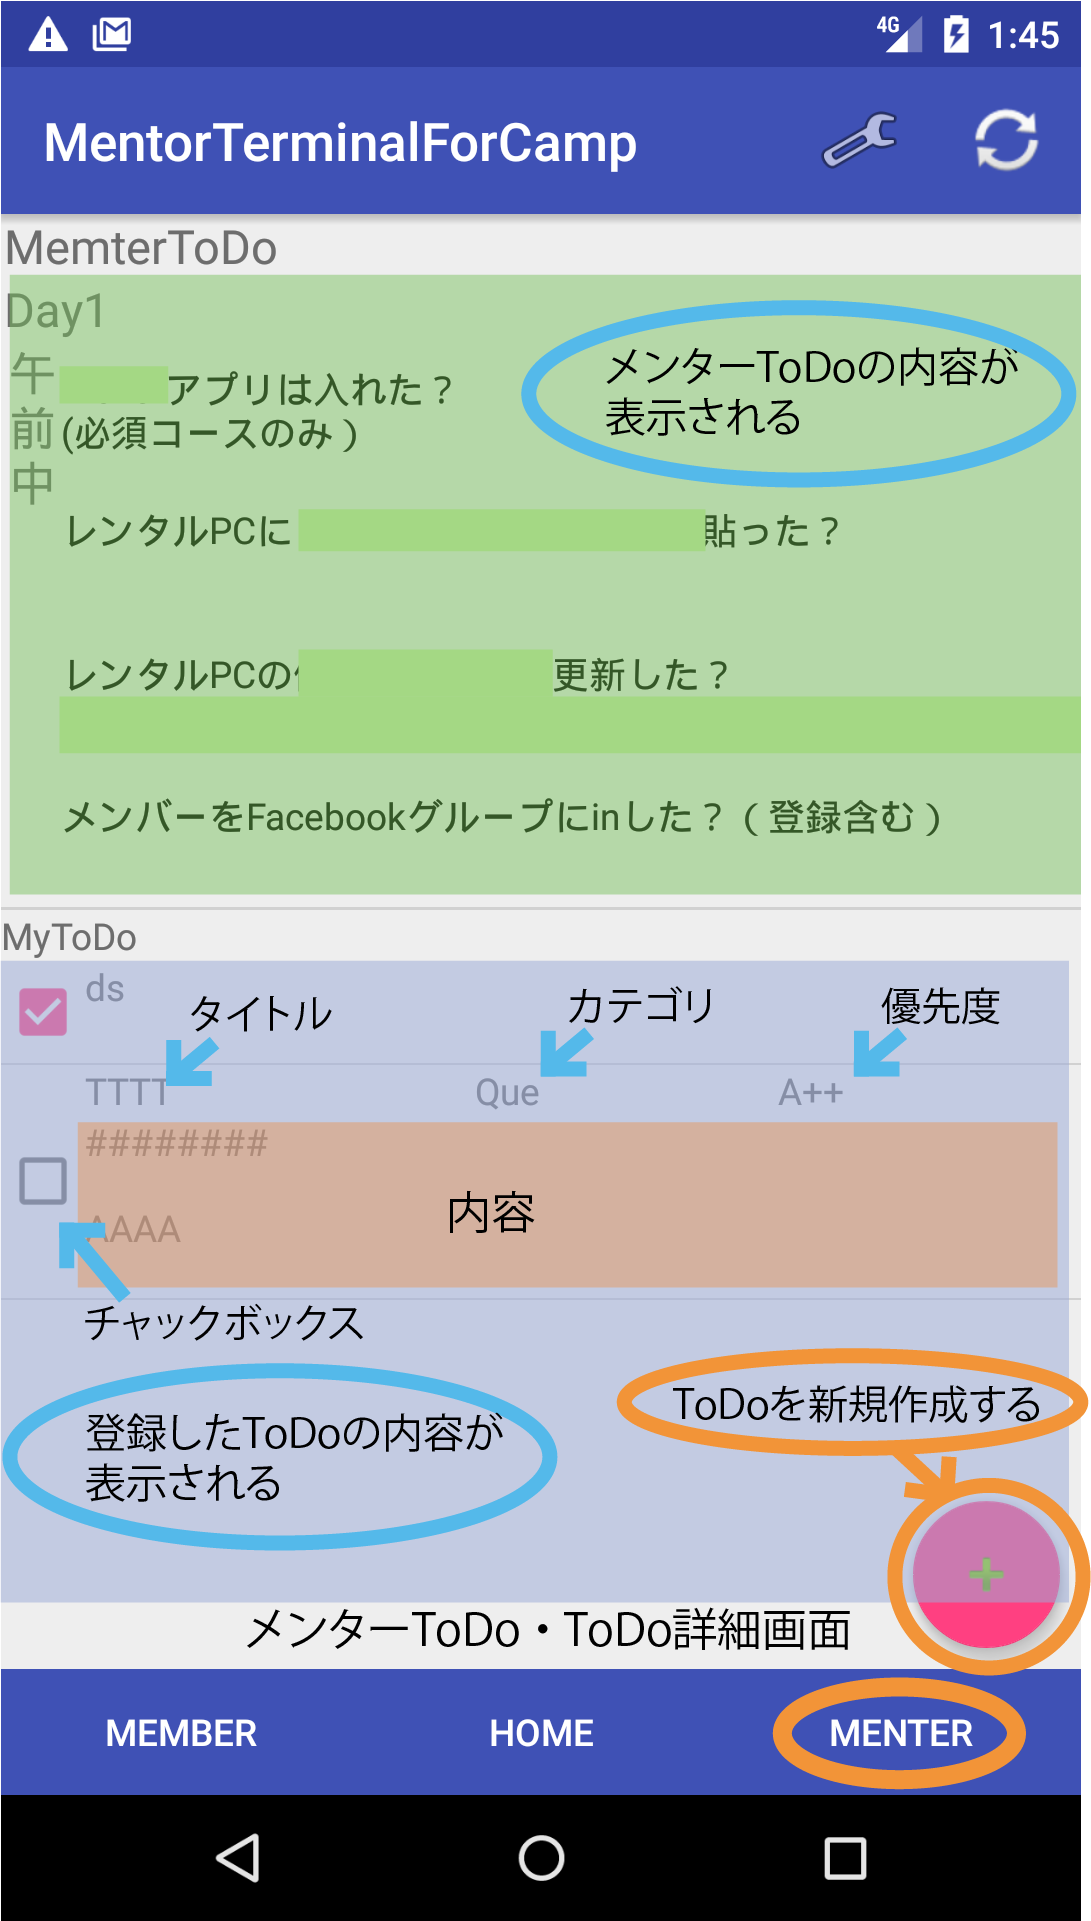 4G 1:45
MentorTerminalForCamp
MemterToDo
Day1
午前中
アプリは入れた？
(必須コースのみ）
メンターToDoの内容が
表示される
レンタルPCに 貼った？
レンタルPCの 更新した？
メンバーをFacebookグループにinした？（登録含む）
MyToDo
ds
タイトル カテゴリ 優先度
TTTT Que A++
########
内容
AAAA
チャックボックス
ToDoを新規作成する
登録したToDoの内容が
表示される
+
メンターToDo・ToDo詳細画面
MEMBER HOME MENTER